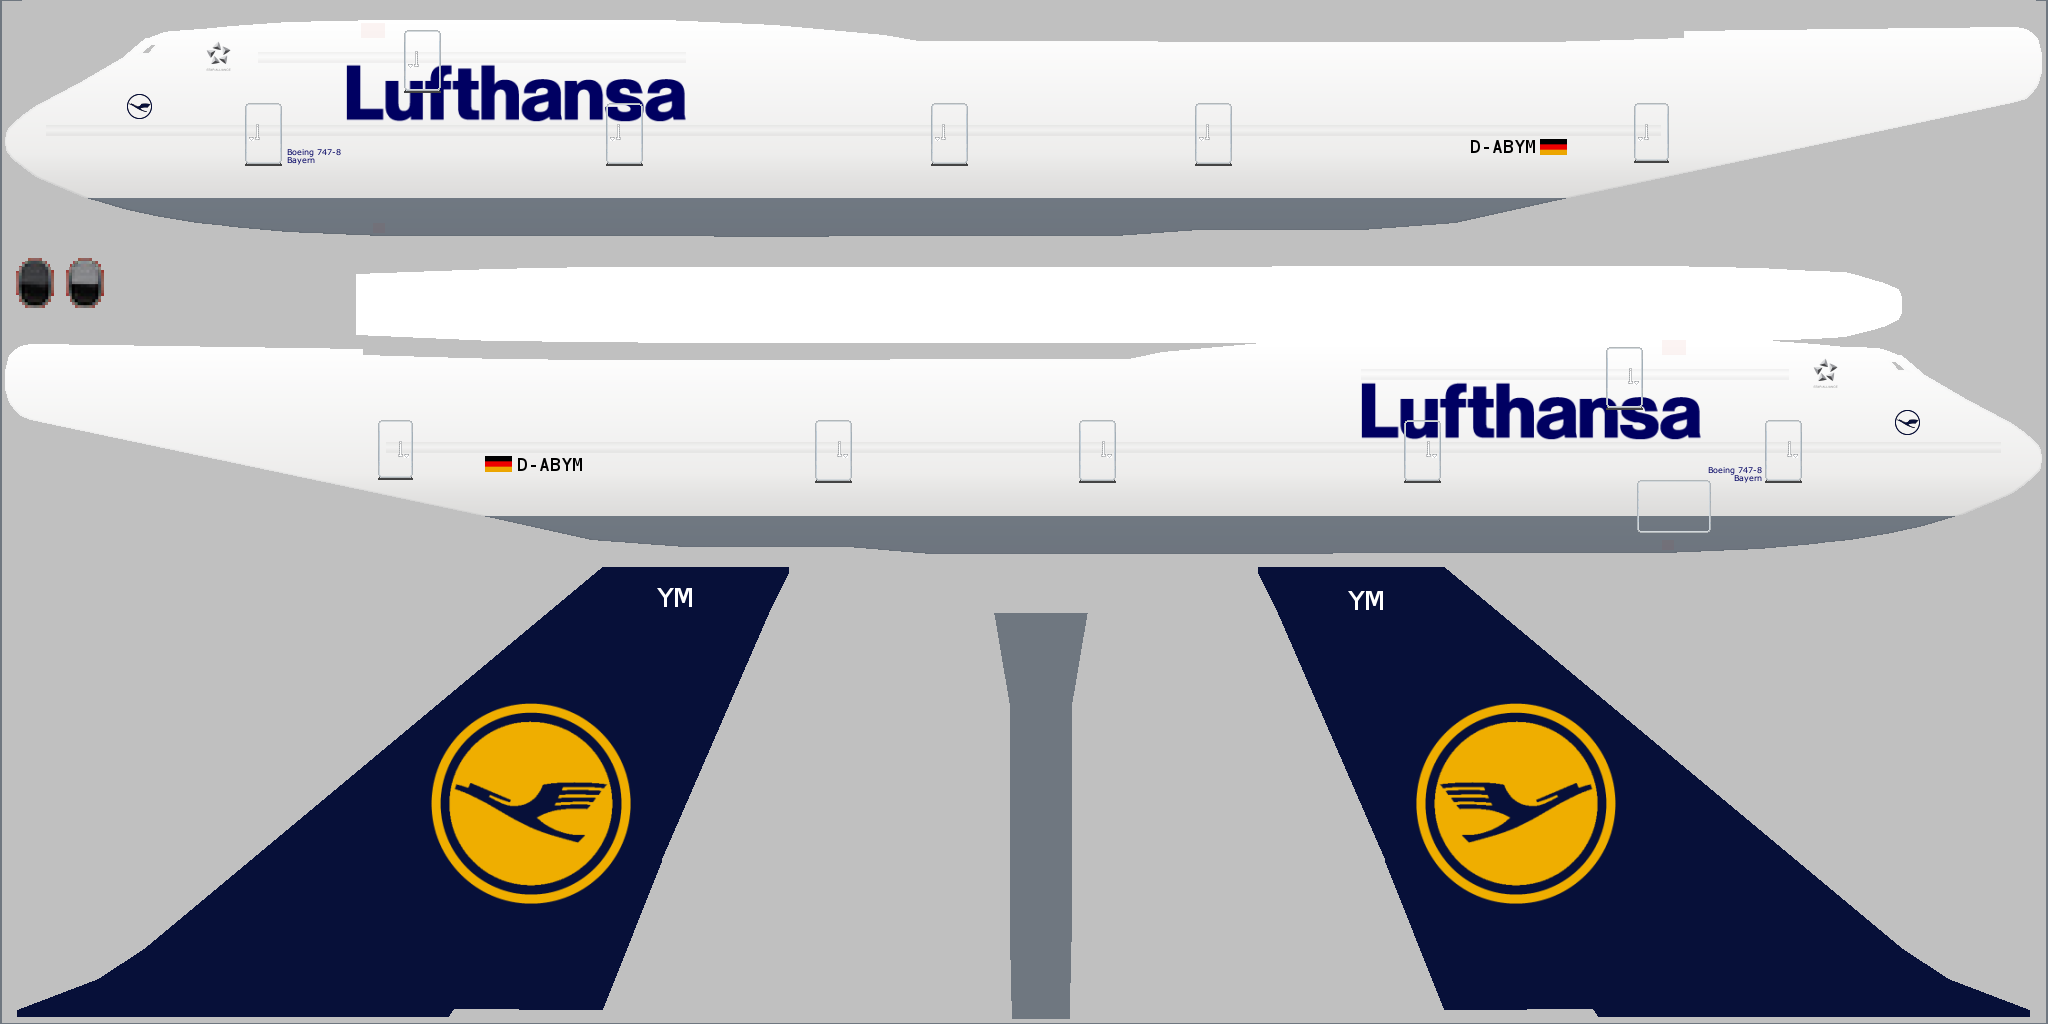 Lufthansa
Boeing 747-8
Bayern
D-ABYM
Lufthansa
D-ABYM
Boeing 747-8
Bayern
YM
YM